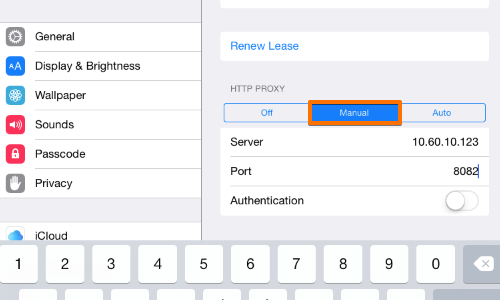 General
Display & Brightness
Wallpaper
Sounds
Passcode
Privacy
iCloud
Renew Lease
HTTP PROXY
Off Manual Auto
Server 10.60.10.123
Port 8082
Authentication
1 2 3 4 5 6 7 8 9 0